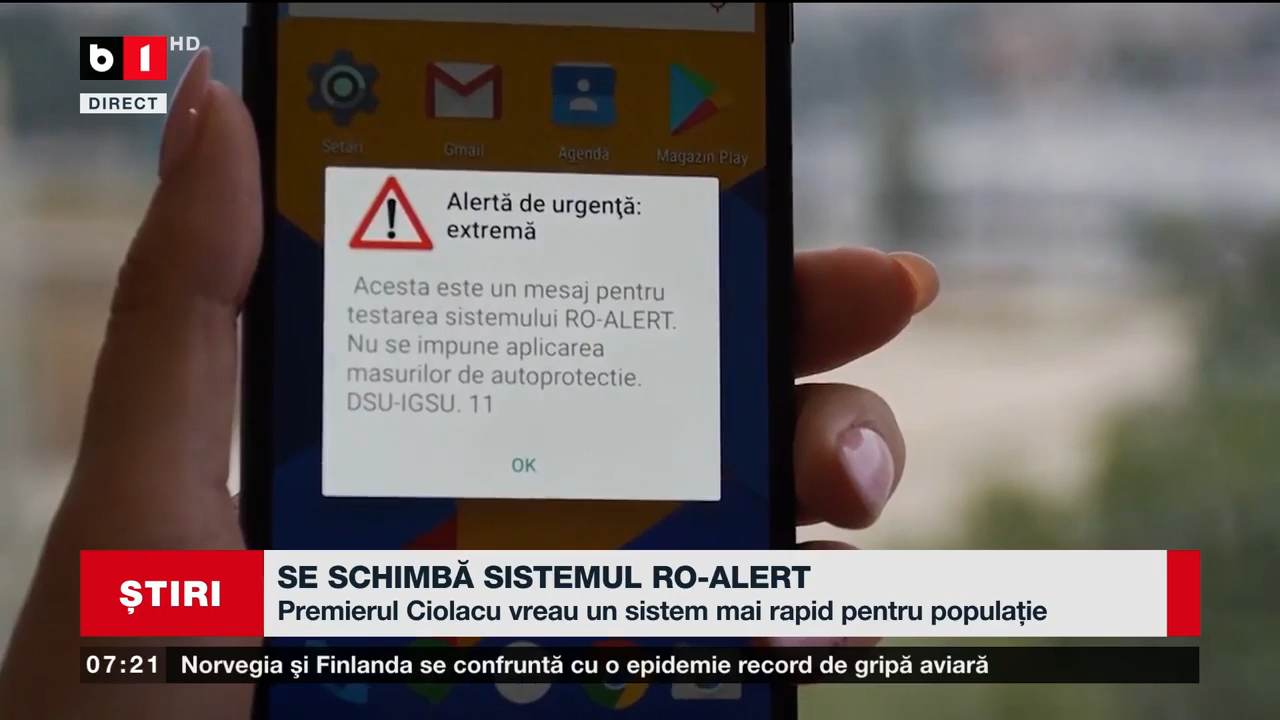 b1 HD
DIRECT
Setări Gmail Agendă Magazin Play
Alertă de urgenţă:
extremă
Acesta este un mesaj pentru
testarea sistemului RO-ALERT.
Nu se impune aplicarea
masurilor de autoprotectie.
DSU-IGSU. 11
OK
ȘTIRI
SE SCHIMBĂ SISTEMUL RO-ALERT
Premierul Ciolacu vreau un sistem mai rapid pentru populație
07:21 Norvegia şi Finlanda se confruntă cu o epidemie record de gripă aviară